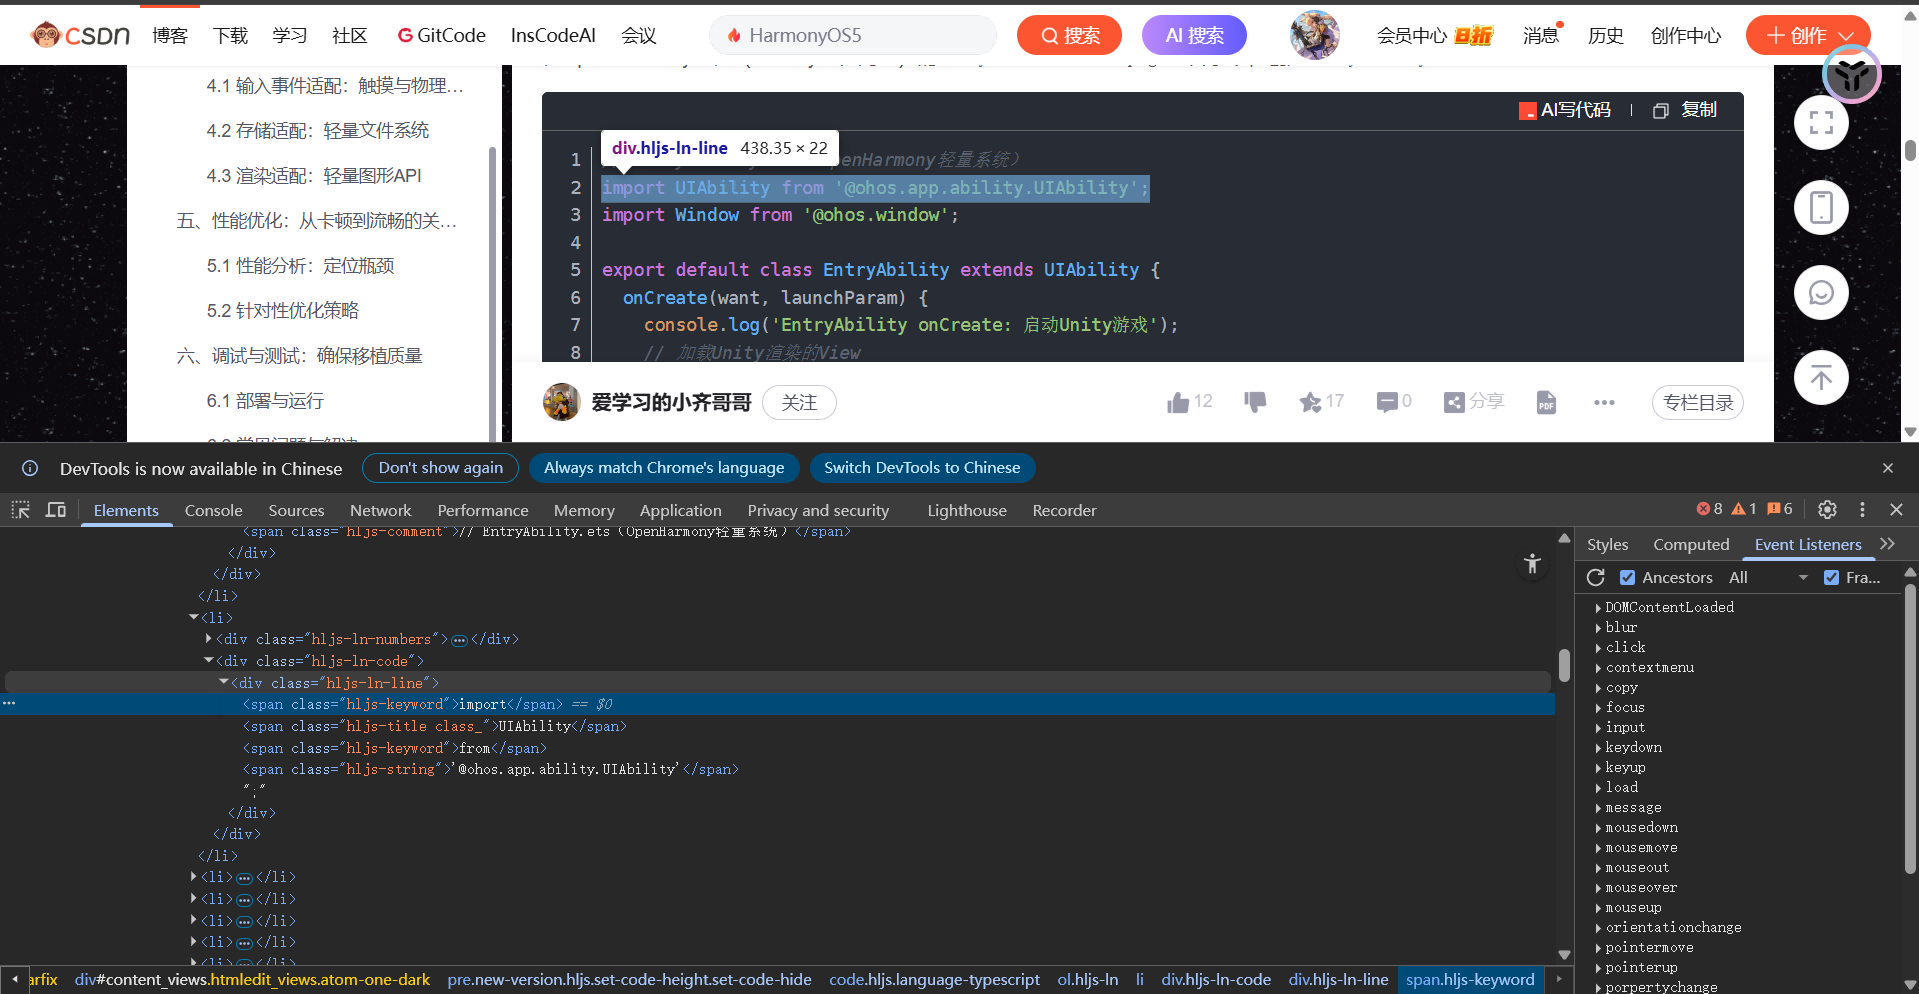 CSDN 博客 下载 学习 社区 GitCode InsCodeAI 会议 HarmonyOS5 搜索 AI 搜索 会员中心 消息 历史 创作中心 创作
4.1 输入事件适配：触摸与物理…
4.2 存储适配：轻量文件系统
4.3 渲染适配：轻量图形API
五、性能优化：从卡顿到流畅的关…
5.1 性能分析：定位瓶颈
5.2 针对性优化策略
六、调试与测试：确保移植质量
6.1 部署与运行
AI写代码 复制
div.hljs-ln-line 438.35 × 22
1 penHarmony轻量系统）
2 import UIAbility from '@ohos.app.ability.UIAbility';
3 import Window from '@ohos.window';
4
5 export default class EntryAbility extends UIAbility {
6 onCreate(want, launchParam) {
7 console.log('EntryAbility onCreate: 启动Unity游戏');
8 // 加载Unity渲染的View
爱学习的小齐哥哥 关注 12 17 0 分享 PDF 专栏目录
DevTools is now available in Chinese Don't show again Always match Chrome's language Switch DevTools to Chinese
Elements Console Sources Network Performance Memory Application Privacy and security Lighthouse Recorder 8 1 6
<span class="hljs-comment">// EntryAbility.ets（OpenHarmony轻量系统）</span>
</div>
</div>
</li>
<li>
<div class="hljs-ln-numbers">…</div>
<div class="hljs-ln-code">
<div class="hljs-ln-line">
<span class="hljs-keyword">import</span> == $0
<span class="hljs-title class_">UIAbility</span>
<span class="hljs-keyword">from</span>
<span class="hljs-string">'@ohos.app.ability.UIAbility'</span>
";"
</div>
</div>
</li>
<li>…</li>
<li>…</li>
<li>…</li>
<li>…</li>
<li>…</li>
Styles Computed Event Listeners
Ancestors All Fra...
DOMContentLoaded
blur
click
contextmenu
copy
focus
input
keydown
keyup
load
message
mousedown
mousemove
mouseout
mouseover
mouseup
orientationchange
pointermove
pointerup
porpertychange
arfix div#content_views.htmledit_views.atom-one-dark pre.new-version.hljs.set-code-height.set-code-hide code.hljs.language-typescript ol.hljs-ln li div.hljs-ln-code div.hljs-ln-line span.hljs-keyword